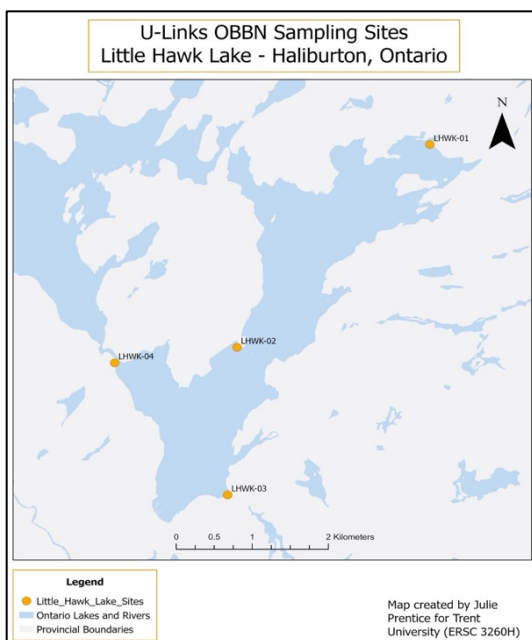 U-Links OBBN Sampling Sites
Little Hawk Lake - Haliburton, Ontario
N
LHWK-01
LHWK-02
LHWK-04
LHWK-03
0 0.5 1 2 Kilometers
Legend
Little_Hawk_Lake_Sites
Ontario Lakes and Rivers
Provincial Boundaries
Map created by Julie
Prentice for Trent
University (ERSC 3260H)